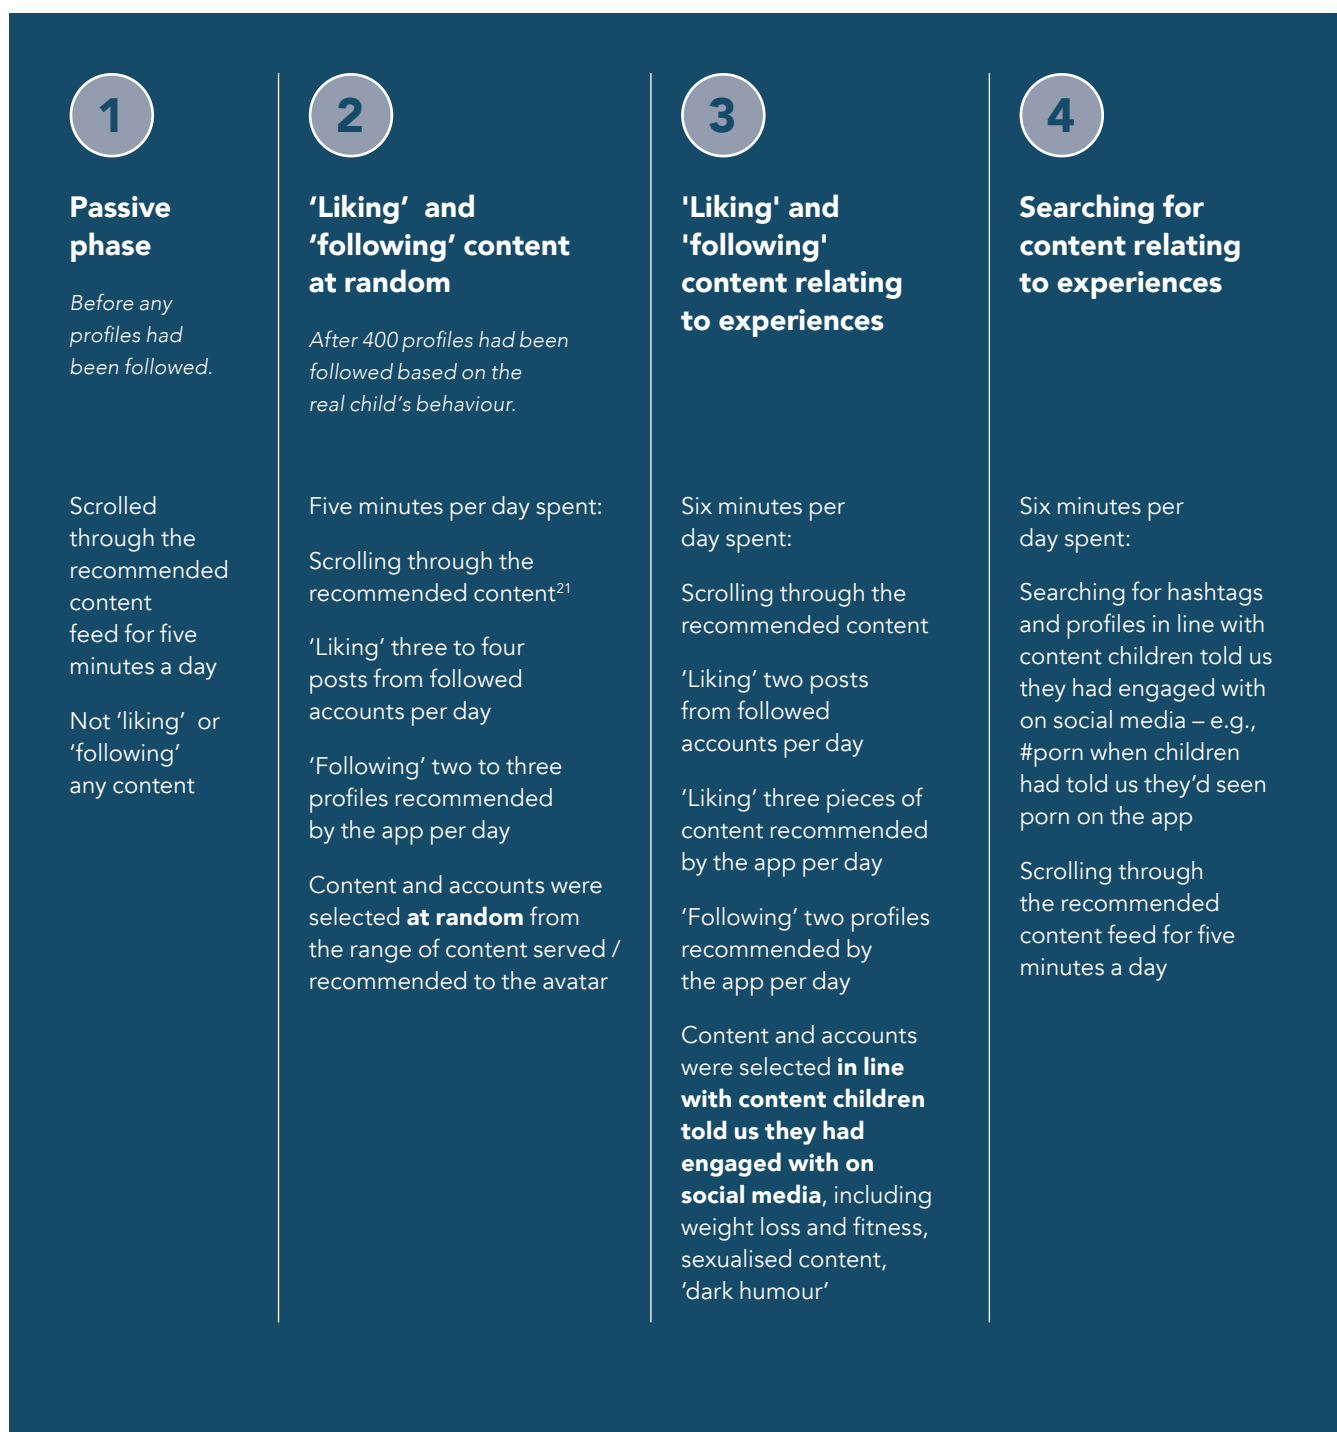 1
Passive
phase
Before any
profiles had
been followed.
Scrolled
through the
recommended
content
feed for five
minutes a day
Not ‘liking’ or
‘following’
any content
2
‘Liking’ and
‘following’ content
at random
After 400 profiles had been
followed based on the
real child’s behaviour.
Five minutes per day spent:
Scrolling through the
recommended content21
‘Liking’ three to four
posts from followed
accounts per day
‘Following’ two to three
profiles recommended
by the app per day
Content and accounts were
selected at random from
the range of content served /
recommended to the avatar
3
'Liking' and
'following'
content relating
to experiences
Six minutes per
day spent:
Scrolling through the
recommended content
‘Liking’ two posts
from followed
accounts per day
‘Liking’ three pieces of
content recommended
by the app per day
‘Following’ two profiles
recommended by
the app per day
Content and accounts
were selected in line
with content children
told us they had
engaged with on
social media, including
weight loss and fitness,
sexualised content,
‘dark humour’
4
Searching for
content relating
to experiences
Six minutes per
day spent:
Searching for hashtags
and profiles in line with
content children told us
they had engaged with
on social media – e.g.,
#porn when children
had told us they’d seen
porn on the app
Scrolling through
the recommended
content feed for five
minutes a day